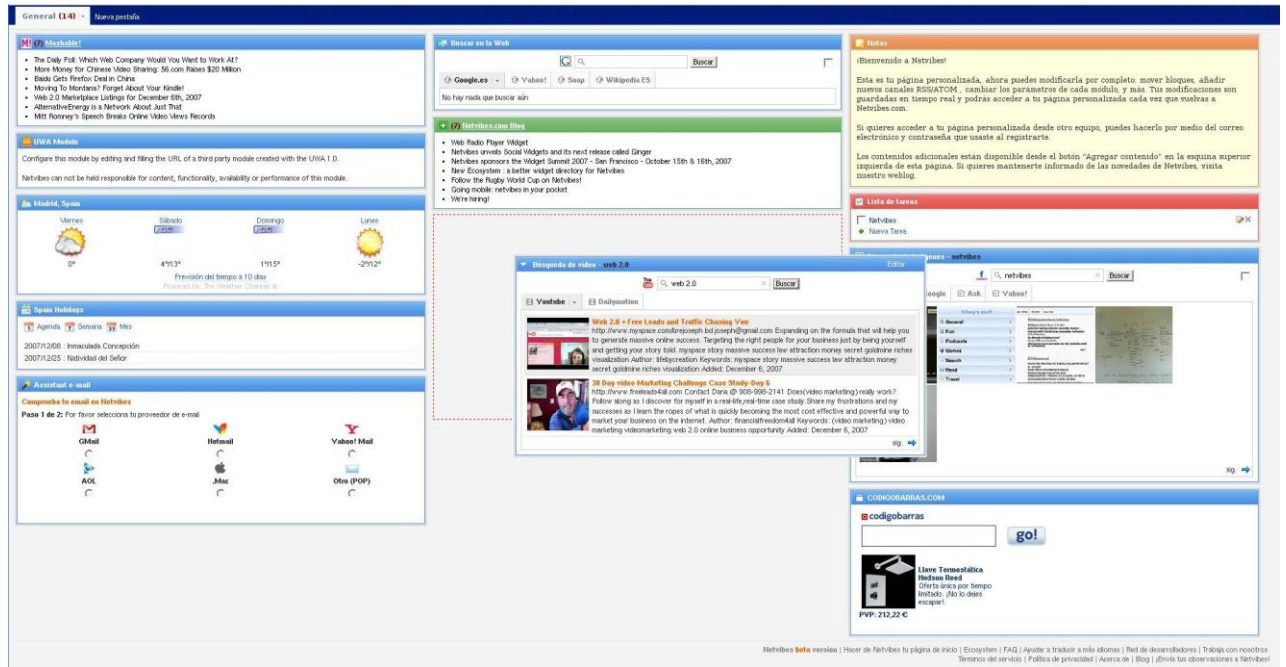 General (14)
Nueva pestaña
(7) Mashable!
The Daily Poll: Which Web Company Would You Want to Work At?
More Money for Chinese Video Sharing: 56.com Raises $20 Million
Baidu Gets Firefox Deal in China
Moving To Montana? Forget About Your Kindle!
Web 2.0 Marketplace Listings for December 6th, 2007
AlternativeEnergy is a Network About Just That
Mitt Romney's Speech Breaks Online Video Views Records
UWA Module
Configure this module by editing and filling the URL of a third party module created with the UWA 1.0.
Netvibes can not be held responsible for content, functionality, availability or performance of this module.
Madrid, Spain
Viernes Sábado Domingo Lunes
0° 4°/13° 1°/15° -2°/12°
Previsión del tiempo a 10 días
Powered by The Weather Channel ®
Spain Holidays
Agenda Semana Mes
2007/12/08 : Inmaculada Concepción
2007/12/25 : Natividad del Señor
Assistant e-mail
Comprueba tu email en Netvibes
Paso 1 de 2: Por favor selecciona tu proveedor de e-mail
GMail Hotmail Yahoo! Mail
AOL .Mac Otro (POP)
Buscar en la Web
Buscar
Google.es Yahoo! Soap Wikipedia ES
No hay nada que buscar aún
(7) Netvibes.com Blog
Web Radio Player Widget
Netvibes unveils Social Widgets and its next release called Ginger
Netvibes sponsors the Widget Summit 2007 - San Francisco - October 15th & 16th, 2007
New Ecosystem : a better widget directory for Netvibes
Follow the Rugby World Cup on Netvibes!
Going mobile: netvibes in your pocket
We're hiring!
Búsqueda de vídeo - web 2.0 Editar
You Tube web 2.0 Buscar
Youtube Dailymotion
Web 2.0 + Free Leads and Traffic Chasing You
http://www.myspace.com/brejoseph bd.joseph@gmail.com Expanding on the formula that will help you
to generate massive online success. Targeting the right people for your business just by being yourself
and getting your story told. myspace story massive success law attraction money secret goldmine riches
visualization Author: lifebycreation Keywords: myspace story massive success law attraction money
secret goldmine riches visualization Added: December 6, 2007
30 Day video Marketing Challenge Case Study-Day 6
http://www.freeleads4all.com Contact Dana @ 908-998-2141 Does(video marketing) really work?
Follow along as I discover for myself in a real-life,real-time case study.Share my frustrations and my
successes as I learn the ropes of what is quickly becoming the most cost effective and powerful way to
market your business on the internet. Author: financialfreedom4all Keywords: (video marketing) video
marketing videomarketing web 2.0 online business opportunity Added: December 6, 2007
sig.
Notas
¡Bienvenido a Netvibes!
Esta es tu página personalizada, ahora puedes modificarla por completo: mover bloques, añadir
nuevos canales RSS/ATOM , cambiar los parámetros de cada módulo, y más. Tus modificaciones son
guardadas en tiempo real y podrás acceder a tu página personalizada cada vez que vuelvas a
Netvibes.com.
Si quieres acceder a tu página personalizada desde otro equipo, puedes hacerlo por medio del correo
electrónico y contraseña que usaste al registrarte.
Los contenidos adicionales están disponible desde el botón "Agregar contenido" en la esquina superior
izquierda de esta página. Si quieres mantenerte informado de las novedades de Netvibes, visita
nuestro weblog.
Lista de tareas
Netvibes
Nueva Tarea.
genes - netvibes
netvibes Buscar
oogle Ask Yahoo!
General
Fun
Podcasts
Games
Search
Read
Travel
sig.
CODIGOBARRAS.COM
codigobarras
go!
Llave Termostática
Hudson Reed
Oferta única por tiempo
limitado. ¡No lo dejes
escapar!.
PVP: 212,22 €
Netvibes beta version | Hacer de Netvibes tu página de inicio | Ecosystem | FAQ | Ayudar a traducir a más idiomas | Red de desarrolladores | Trabaja con nosotros
Términos del servicio | Política de privacidad | Acerca de | Blog | ¡Envía tus observaciones a Netvibes!